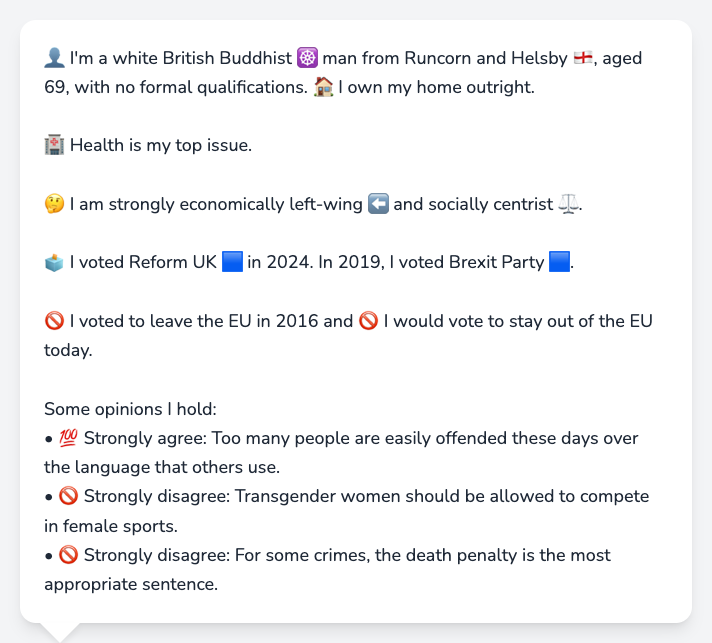 👤 I'm a white British Buddhist ☸️ man from Runcorn and Helsby 🏴󠁧󠁢󠁥󠁮󠁧󠁿, aged
69, with no formal qualifications. 🏠 I own my home outright.
🏥 Health is my top issue.
🤔 I am strongly economically left-wing ⬅️ and socially centrist ⚖️.
🗳️ I voted Reform UK 🟦 in 2024. In 2019, I voted Brexit Party 🟦.
🚫 I voted to leave the EU in 2016 and 🚫 I would vote to stay out of the EU
today.
Some opinions I hold:
• 💯 Strongly agree: Too many people are easily offended these days over
the language that others use.
• 🚫 Strongly disagree: Transgender women should be allowed to compete
in female sports.
• 🚫 Strongly disagree: For some crimes, the death penalty is the most
appropriate sentence.